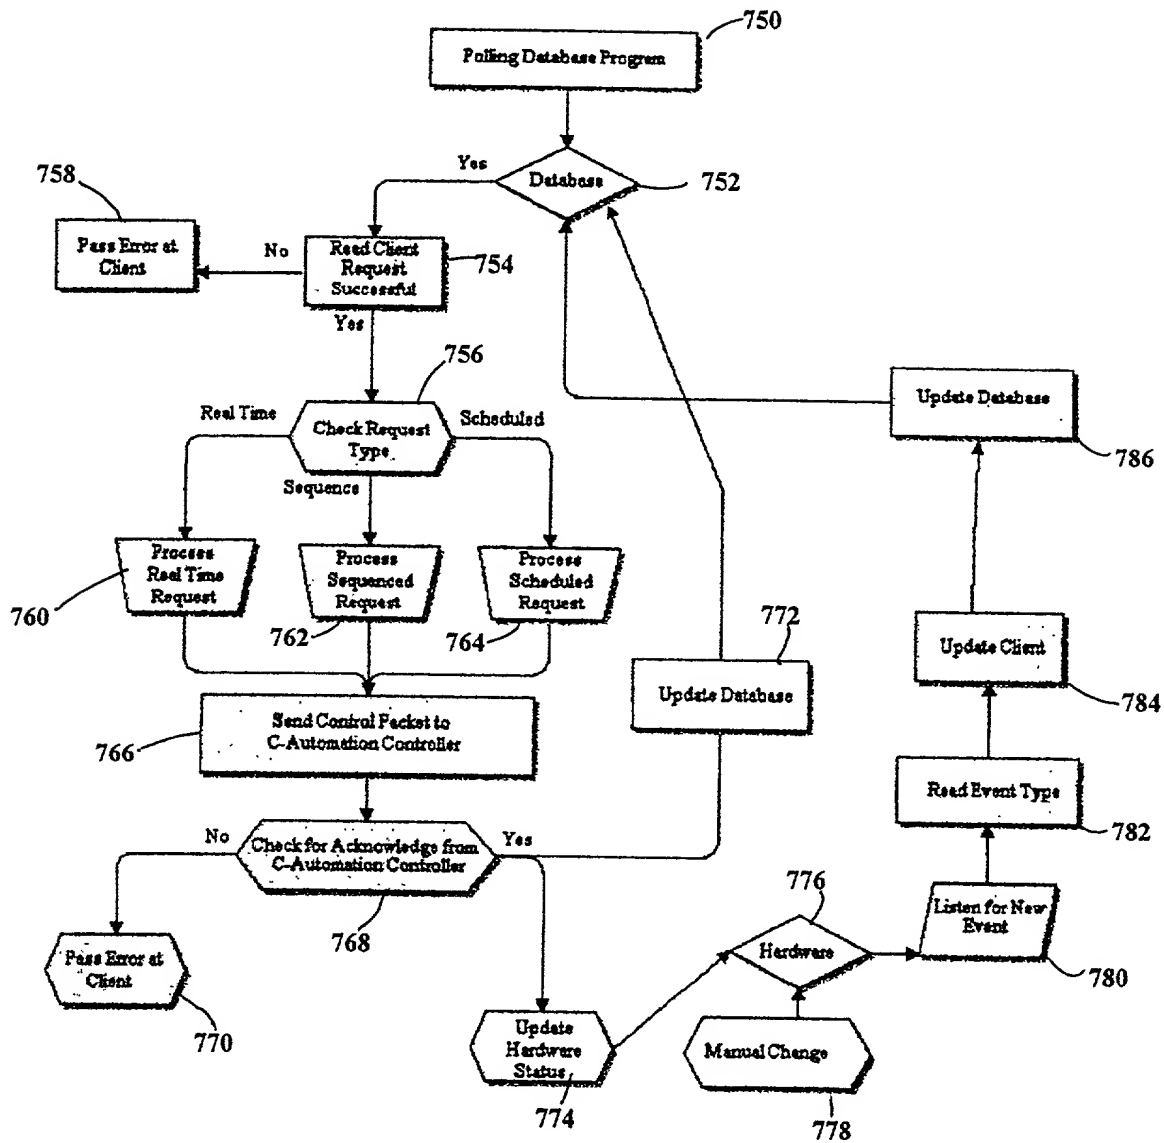 750
Polling Database Program
Yes
Database
752
758
Pass Error at
Client
No
Read Client
Request
Successful
754
Yes
756
Real Time
Check Request
Type
Scheduled
Sequence
Update Database
786
Process
Real Time
Request
760
Process
Sequenced
Request
762
Process
Scheduled
Request
764
772
Update Database
Update Client
784
Send Control Packet to
C-Automation Controller
766
Read Event Type
782
No
Check for Acknowledge from
C-Automation Controller
Yes
768
776
Listen for New
Event
780
Hardware
Pass Error at
Client
770
Update
Hardware
Status
774
Manual Change
778